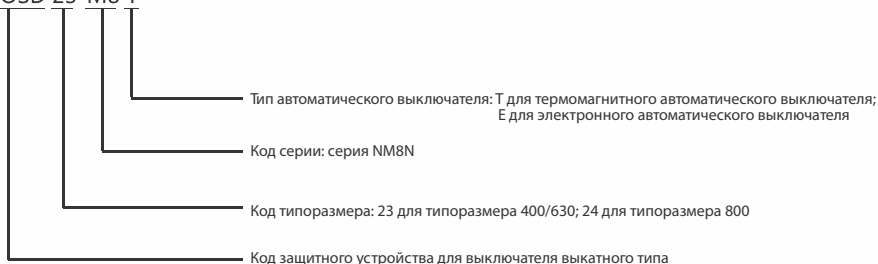 Тип автоматического выключателя: Т для термомагнитного автоматического выключателя;
Е для электронного автоматического выключателя
Код серии: серия NM8N
Код типоразмера: 23 для типоразмера 400/630; 24 для типоразмера 800
Код защитного устройства для выключателя выкатного типа